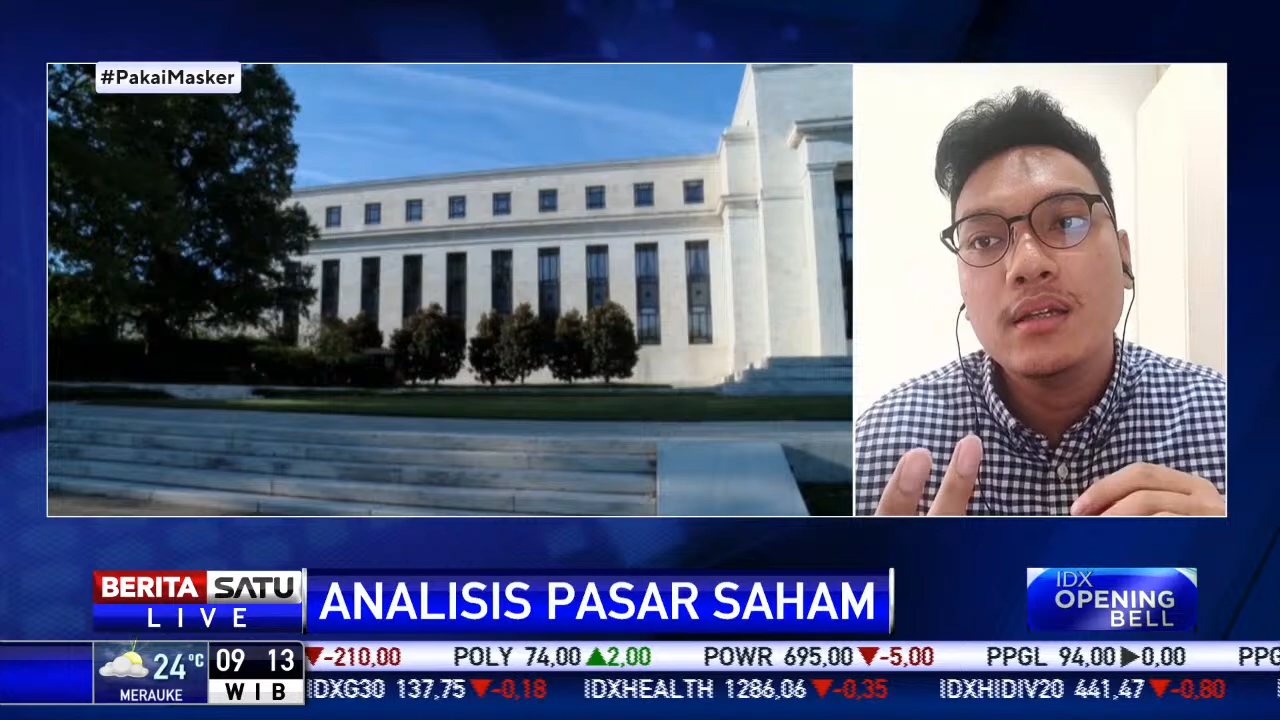 #PakaiMasker
BERITA SATU
LIVE
ANALISIS PASAR SAHAM
IDX
OPENING
BELL
24°C
MERAUKE
09 13
WIB
-210,00 POLY 74,00 2,00 POWR 695,00 -5,00 PPGL 94,00 0,00 PPG
IDXG30 137,75 -0,18 IDXHEALTH 1286,06 -0,35 IDXHIDIV20 441,47 -0,80 ID